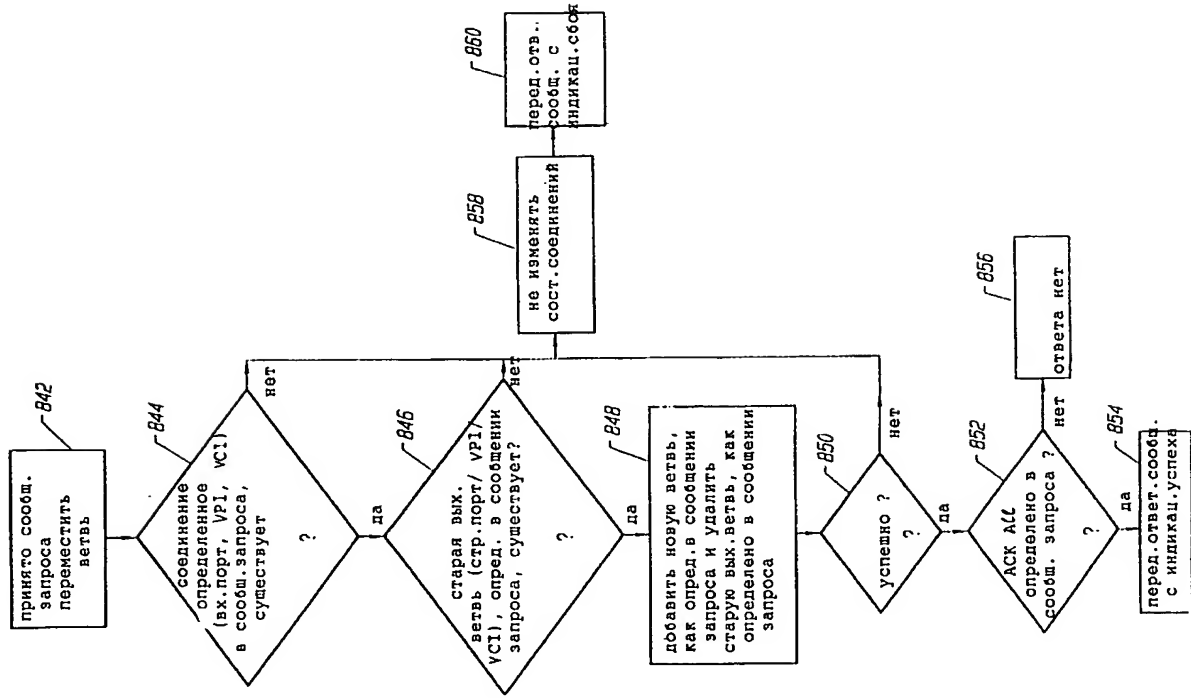 842
принято сообщ.
запроса
переместить
ветвь
844
соединение
определенное
(вх.порт, VPI, VCI)
в сообщ.запроса,
существует
?
нет
да
846
старая вых.
ветвь (стр.порт/ VPI/
VCI), опред. в сообщении
запроса, существует?
?
нет
да
848
добавить новую ветвь,
как опред.в сообщении
запроса и удалить
старую вых.ветвь, как
определено в сообщении
запроса
850
успешно ?
нет
да
852
ACK All
определено в
сообщ. запроса ?
?
нет
да
854
перед.ответ.сообщ.
с индикац.успеха
856
ответа нет
858
не изменять
сост.соединений
860
перед.отв..
сообщ. с
индикац.сбоя